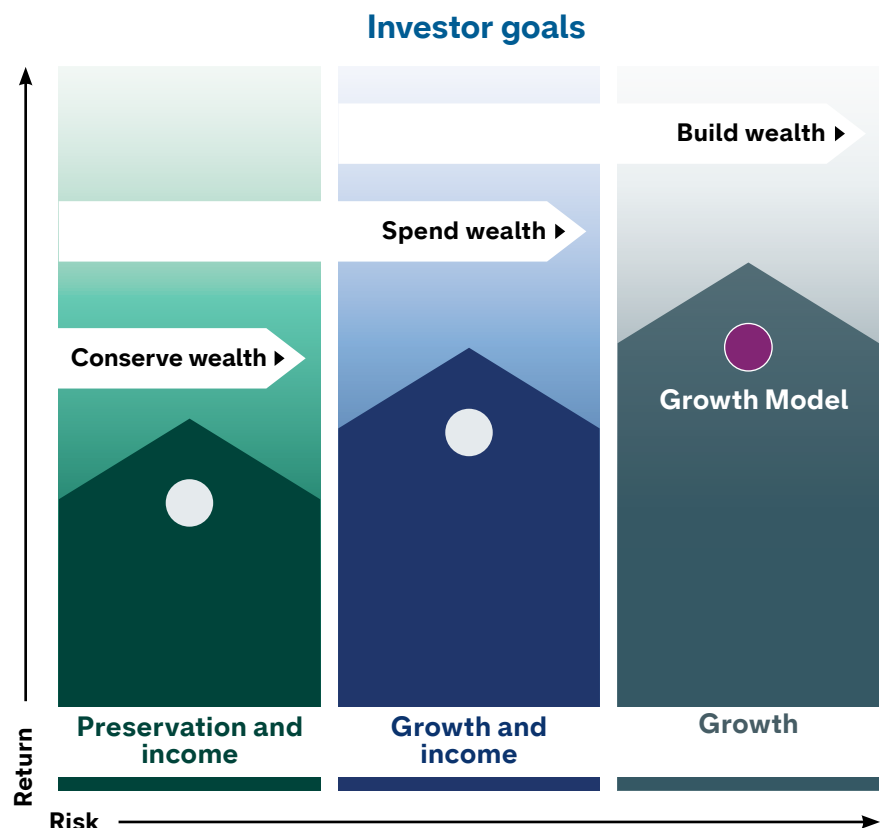 Investor goals
Build wealth
Spend wealth
Conserve wealth
Growth Model
Preservation and
income
Growth and
income
Growth
Return
Risk